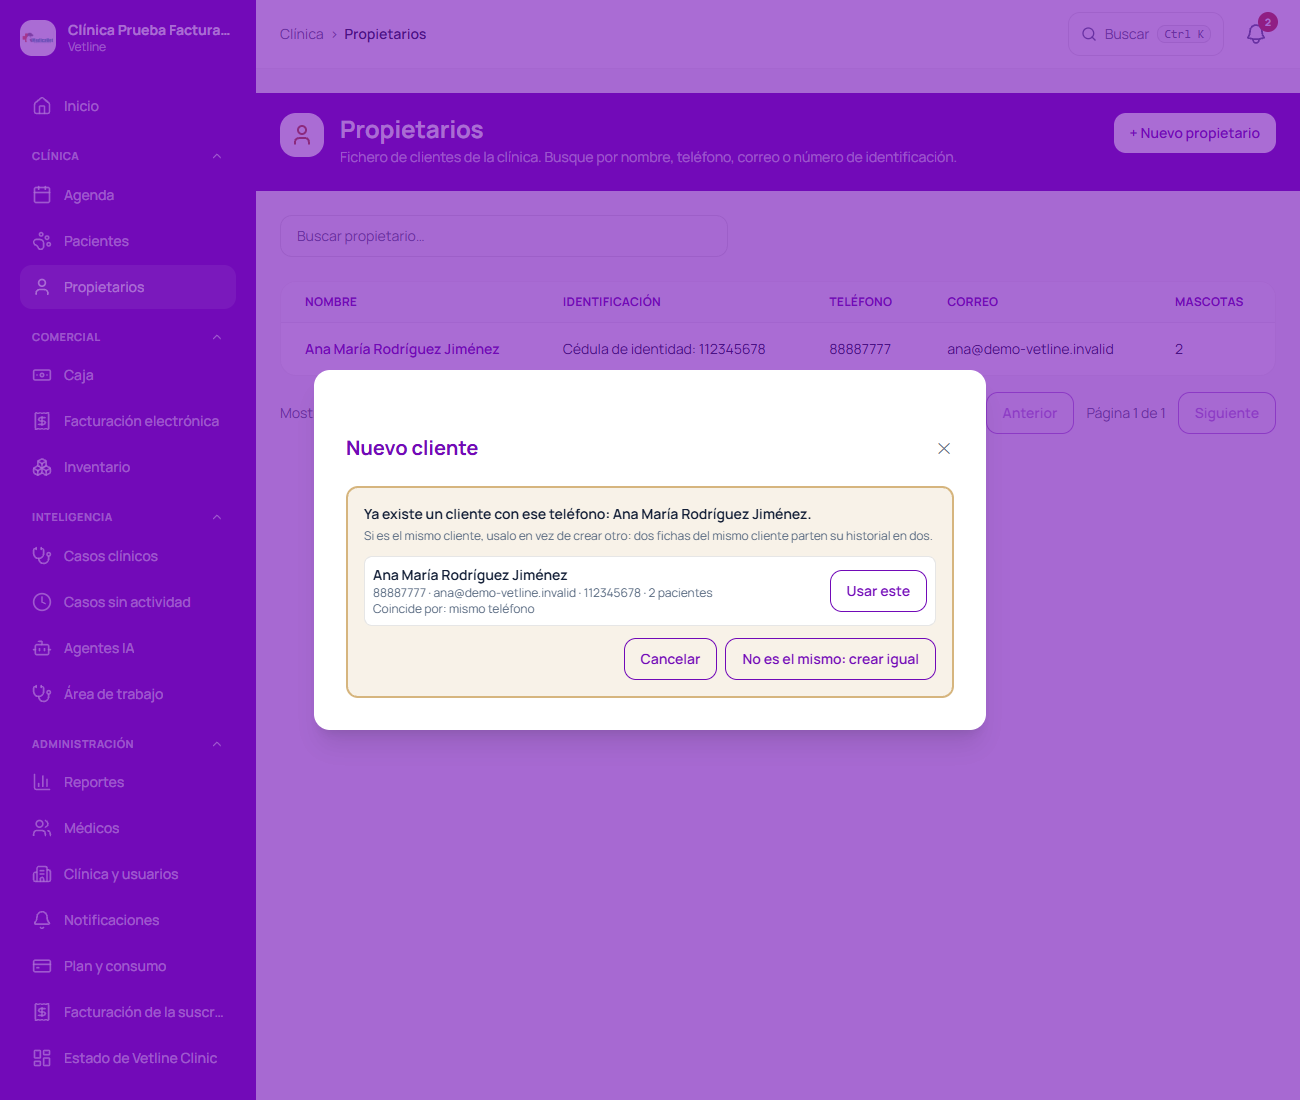 Clínica Prueba Factura...
Vetline
Inicio
CLÍNICA
Agenda
Pacientes
Propietarios
COMERCIAL
Caja
Facturación electrónica
Inventario
INTELIGENCIA
Casos clínicos
Casos sin actividad
Agentes IA
Área de trabajo
ADMINISTRACIÓN
Reportes
Médicos
Clínica y usuarios
Notificaciones
Plan y consumo
Facturación de la suscr...
Estado de Vetline Clinic
Clínica > Propietarios
Buscar Ctrl K
2
Propietarios
Fichero de clientes de la clínica. Busque por nombre, teléfono, correo o número de identificación.
+ Nuevo propietario
Buscar propietario...
NOMBRE IDENTIFICACIÓN TELÉFONO CORREO MASCOTAS
Ana María Rodríguez Jiménez Cédula de identidad: 112345678 88887777 ana@demo-vetline.invalid 2
Most Anterior Página 1 de 1 Siguiente
Nuevo cliente
Ya existe un cliente con ese teléfono: Ana María Rodríguez Jiménez.
Si es el mismo cliente, usalo en vez de crear otro: dos fichas del mismo cliente parten su historial en dos.
Ana María Rodríguez Jiménez
88887777 · ana@demo-vetline.invalid · 112345678 · 2 pacientes
Coincide por: mismo teléfono
Usar este
Cancelar
No es el mismo: crear igual